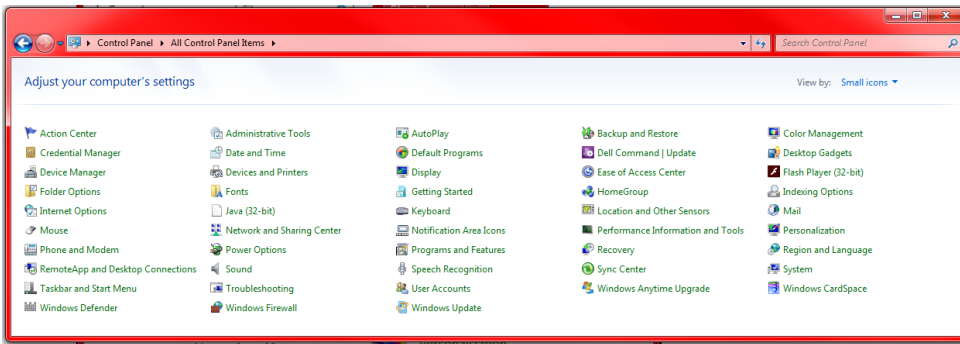 Control Panel All Control Panel Items Search Control Panel
Adjust your computer's settings View by: Small icons
Action Center Administrative Tools AutoPlay Backup and Restore Color Management
Credential Manager Date and Time Default Programs Dell Command | Update Desktop Gadgets
Device Manager Devices and Printers Display Ease of Access Center Flash Player (32-bit)
Folder Options Fonts Getting Started HomeGroup Indexing Options
Internet Options Java (32-bit) Keyboard Location and Other Sensors Mail
Mouse Network and Sharing Center Notification Area Icons Performance Information and Tools Personalization
Phone and Modem Power Options Programs and Features Recovery Region and Language
RemoteApp and Desktop Connections Sound Speech Recognition Sync Center System
Taskbar and Start Menu Troubleshooting User Accounts Windows Anytime Upgrade Windows CardSpace
Windows Defender Windows Firewall Windows Update